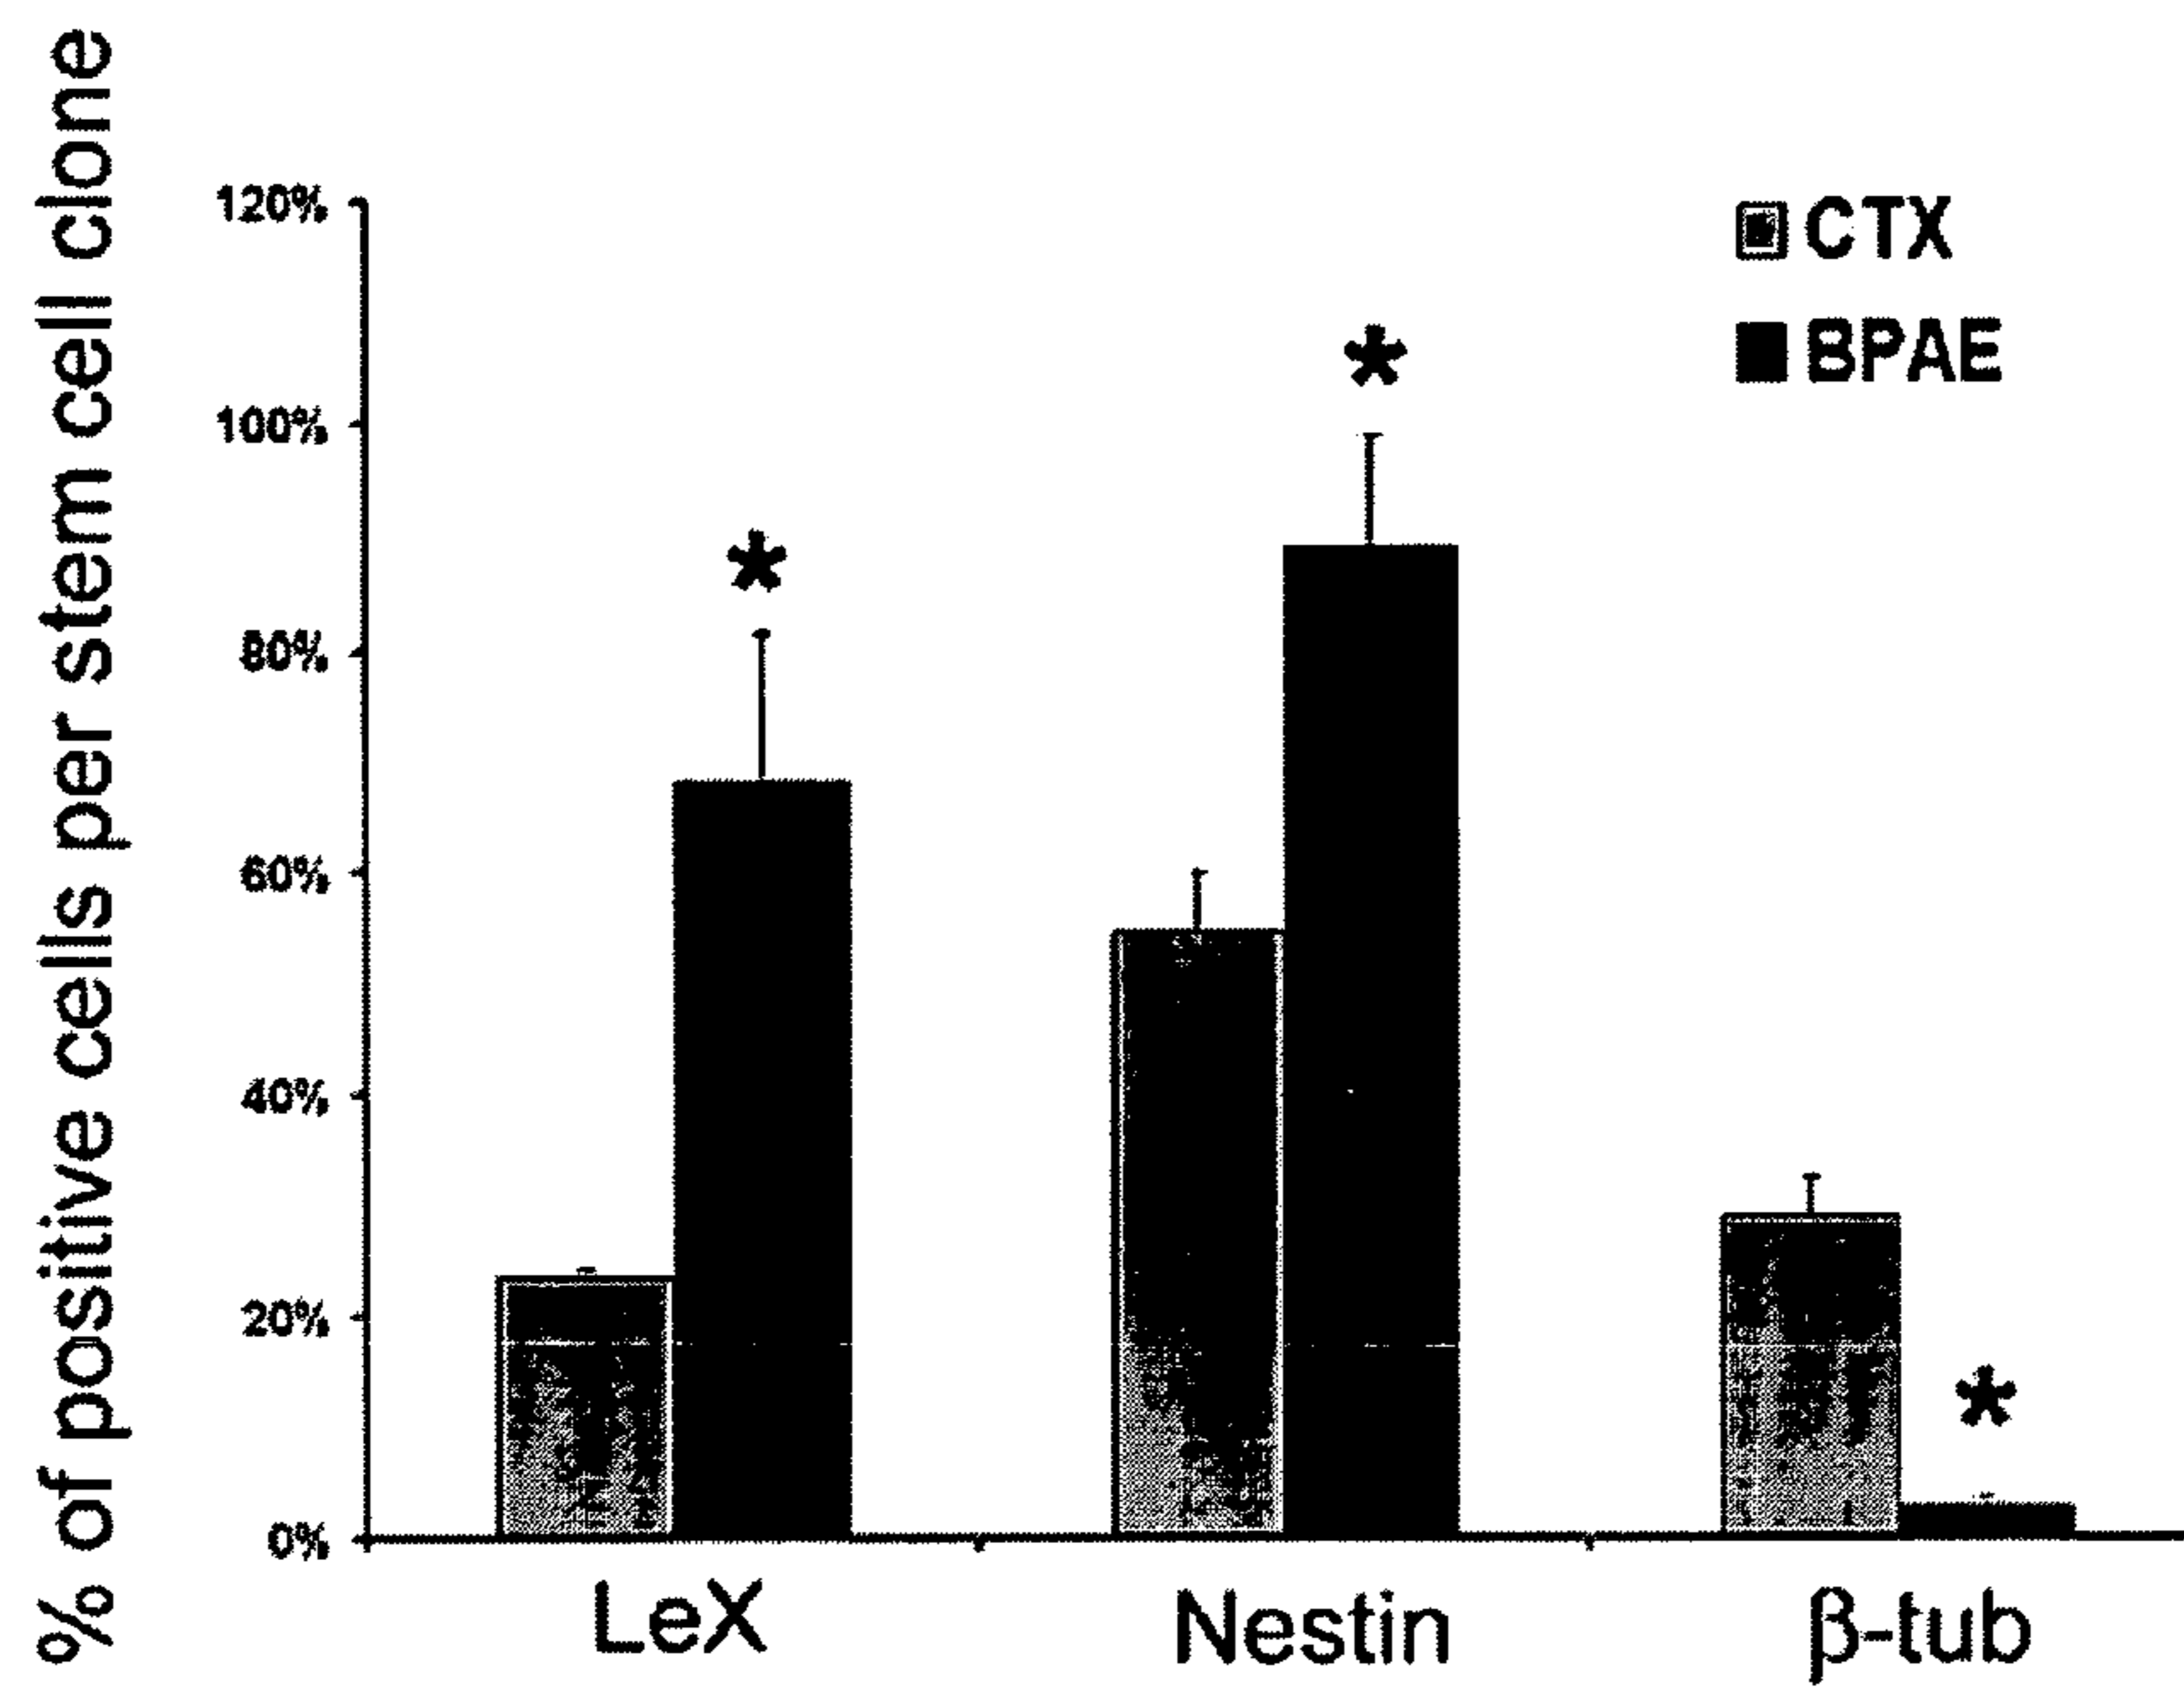 % of positive cells per stem cell clone
120%
100%
80%
60%
40%
20%
0%
CTX
BPAE
*
*
*
LeX
Nestin
β-tub